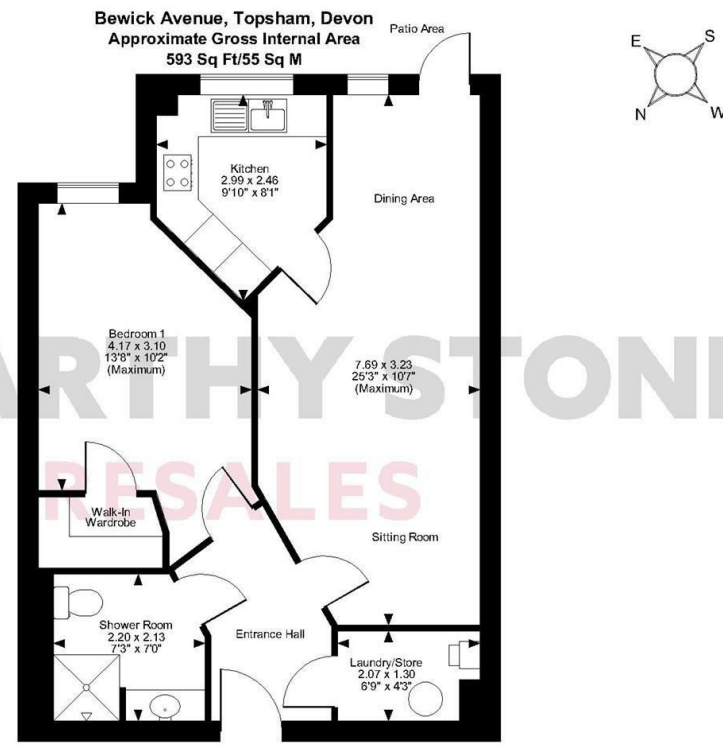 Bewick Avenue, Topsham, Devon
Approximate Gross Internal Area
593 Sq Ft/55 Sq M
Patio Area
E
S
N
W
Kitchen
2.99 x 2.46
9'10" x 8'1"
Dining Area
Bedroom 1
4.17 x 3.10
13'8" x 10'2"
(Maximum)
7.69 x 3.23
25'3" x 10'7"
(Maximum)
ARTHY STONE
RESALES
Walk-In
Wardrobe
Sitting Room
Shower Room
2.20 x 2.13
7'3" x 7'0"
Entrance Hall
Laundry/Store
2.07 x 1.30
6'9" x 4'3"